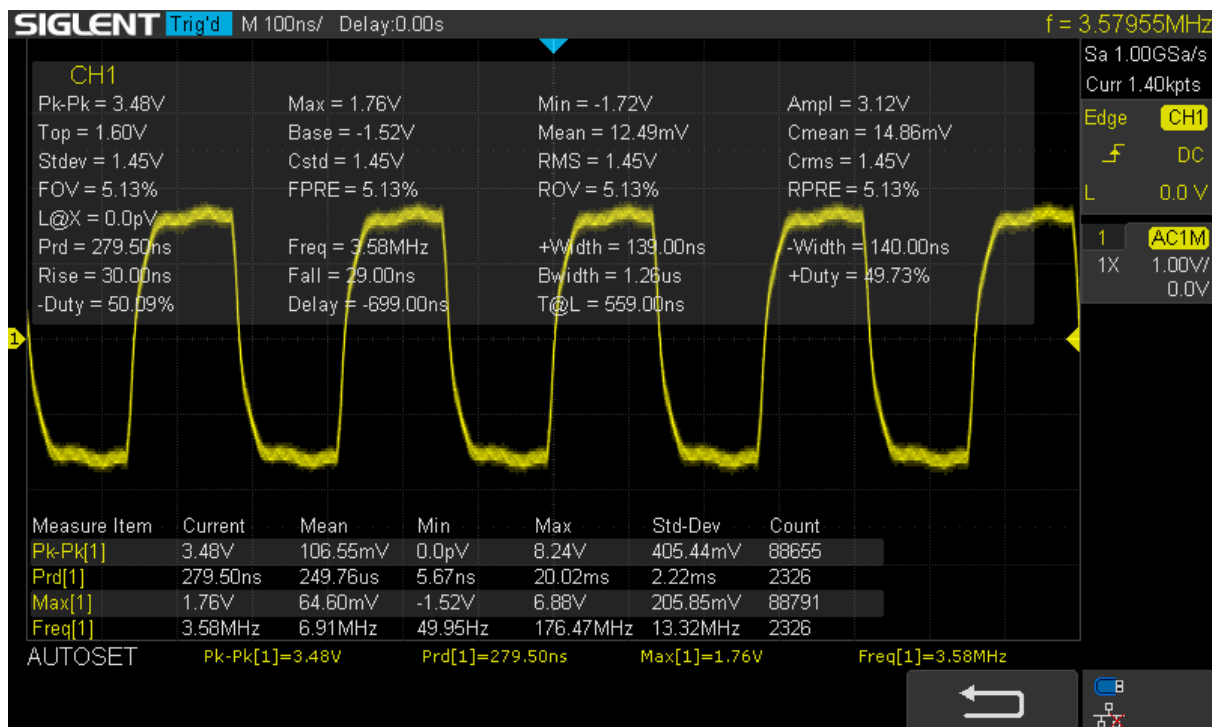 SIGLENT Trig'd M 100ns/ Delay:0.00s f = 3.57955MHz
Sa 1.00GSa/s
Curr 1.40kpts
Edge CH1
DC
L 0.0 V
1 AC1M
1X 1.00V/
0.0V
CH1
Pk-Pk = 3.48V Max = 1.76V Min = -1.72V Ampl = 3.12V
Top = 1.60V Base = -1.52V Mean = 12.49mV Cmean = 14.86mV
Stdev = 1.45V Cstd = 1.45V RMS = 1.45V Crms = 1.45V
FOV = 5.13% FPRE = 5.13% ROV = 5.13% RPRE = 5.13%
L@X = 0.0pV
Prd = 279.50ns Freq = 3.58MHz +Width = 139.00ns -Width = 140.00ns
Rise = 30.00ns Fall = 29.00ns Bwidth = 1.26us +Duty = 49.73%
-Duty = 50.09% Delay = -699.00ns T@L = 559.00ns
1
Measure Item Current Mean Min Max Std-Dev Count
Pk-Pk[1] 3.48V 106.55mV 0.0pV 8.24V 405.44mV 88655
Prd[1] 279.50ns 249.76us 5.67ns 20.02ms 2.22ms 2326
Max[1] 1.76V 64.60mV -1.52V 6.88V 205.85mV 88791
Freq[1] 3.58MHz 6.91MHz 49.95Hz 176.47MHz 13.32MHz 2326
AUTOSET Pk-Pk[1]=3.48V Prd[1]=279.50ns Max[1]=1.76V Freq[1]=3.58MHz